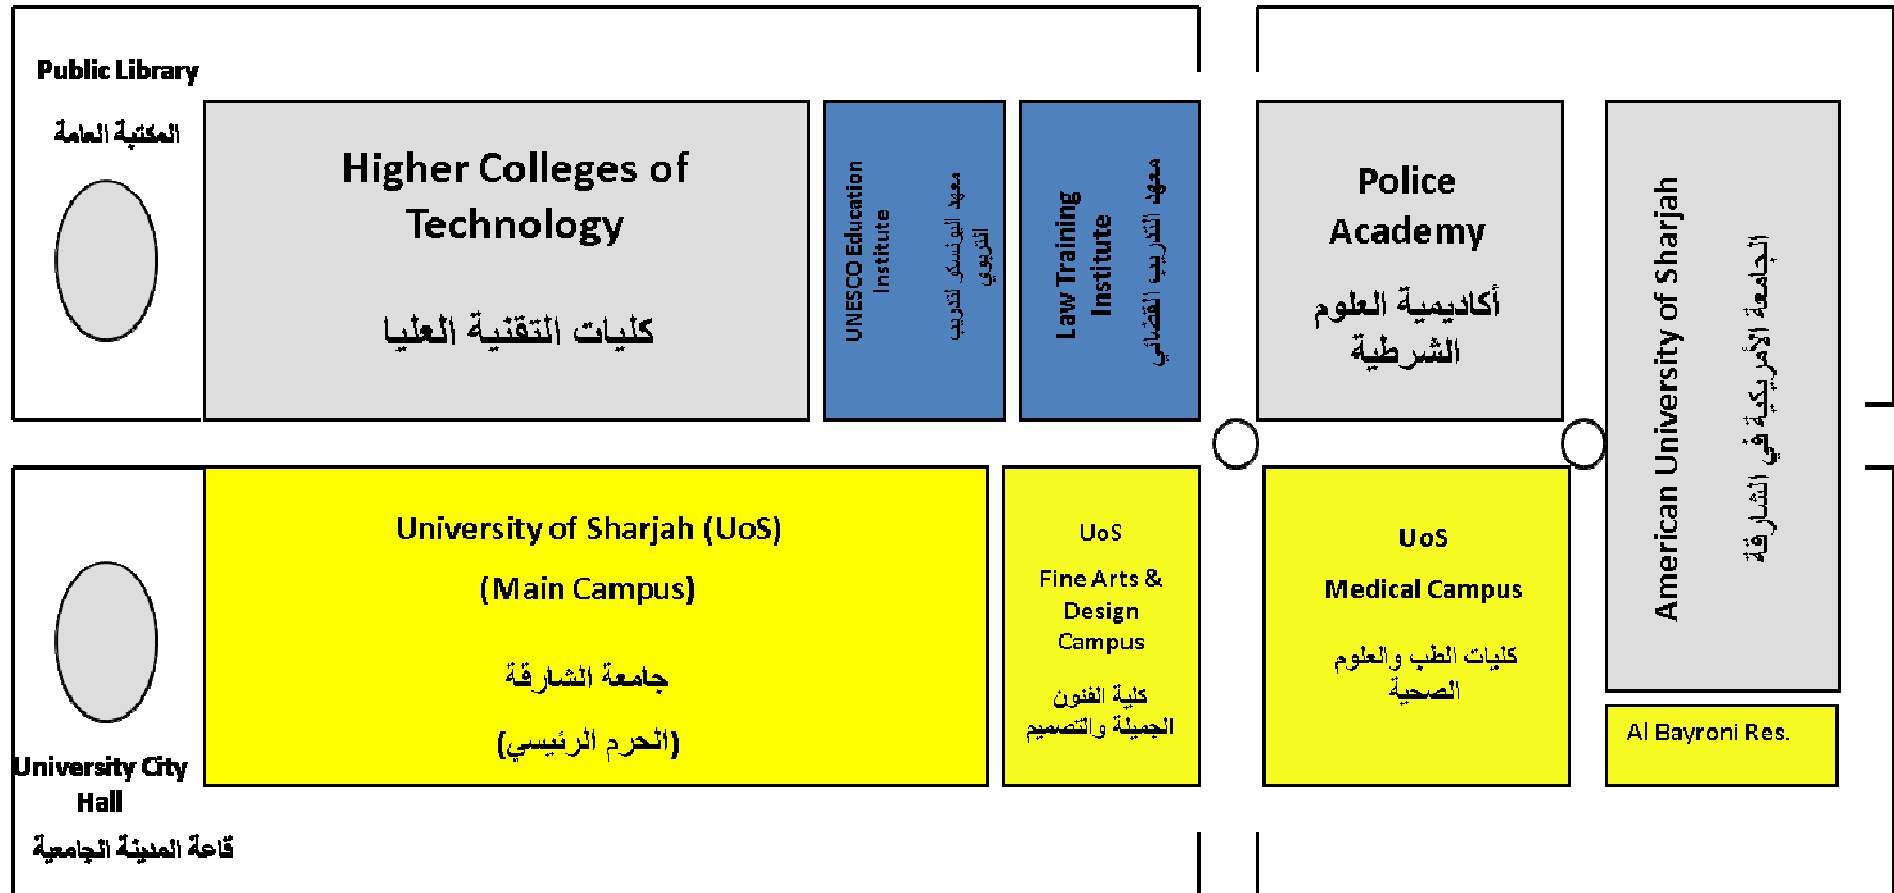 Public Library
المكتبة العامة
Higher Colleges of
Technology
كليات التقنية العليا
UNESCO Education
Institute
معهد اليونسكو لتدريب
التربوي
Law Training
Institute
معهد التدريب القضائي
Police
Academy
أكاديمية العلوم
الشرطية
American University of Sharjah
الجامعة الأمريكية في الشارقة
University of Sharjah (UoS)
(Main Campus)
جامعة الشارقة
(الحرم الرئيسي)
UoS
Fine Arts &
Design
Campus
كلية الفنون
الجميلة والتصميم
UoS
Medical Campus
كليات الطب والعلوم
الصحية
Al Bayroni Res.
University City
Hall
قاعة المدينة الجامعية